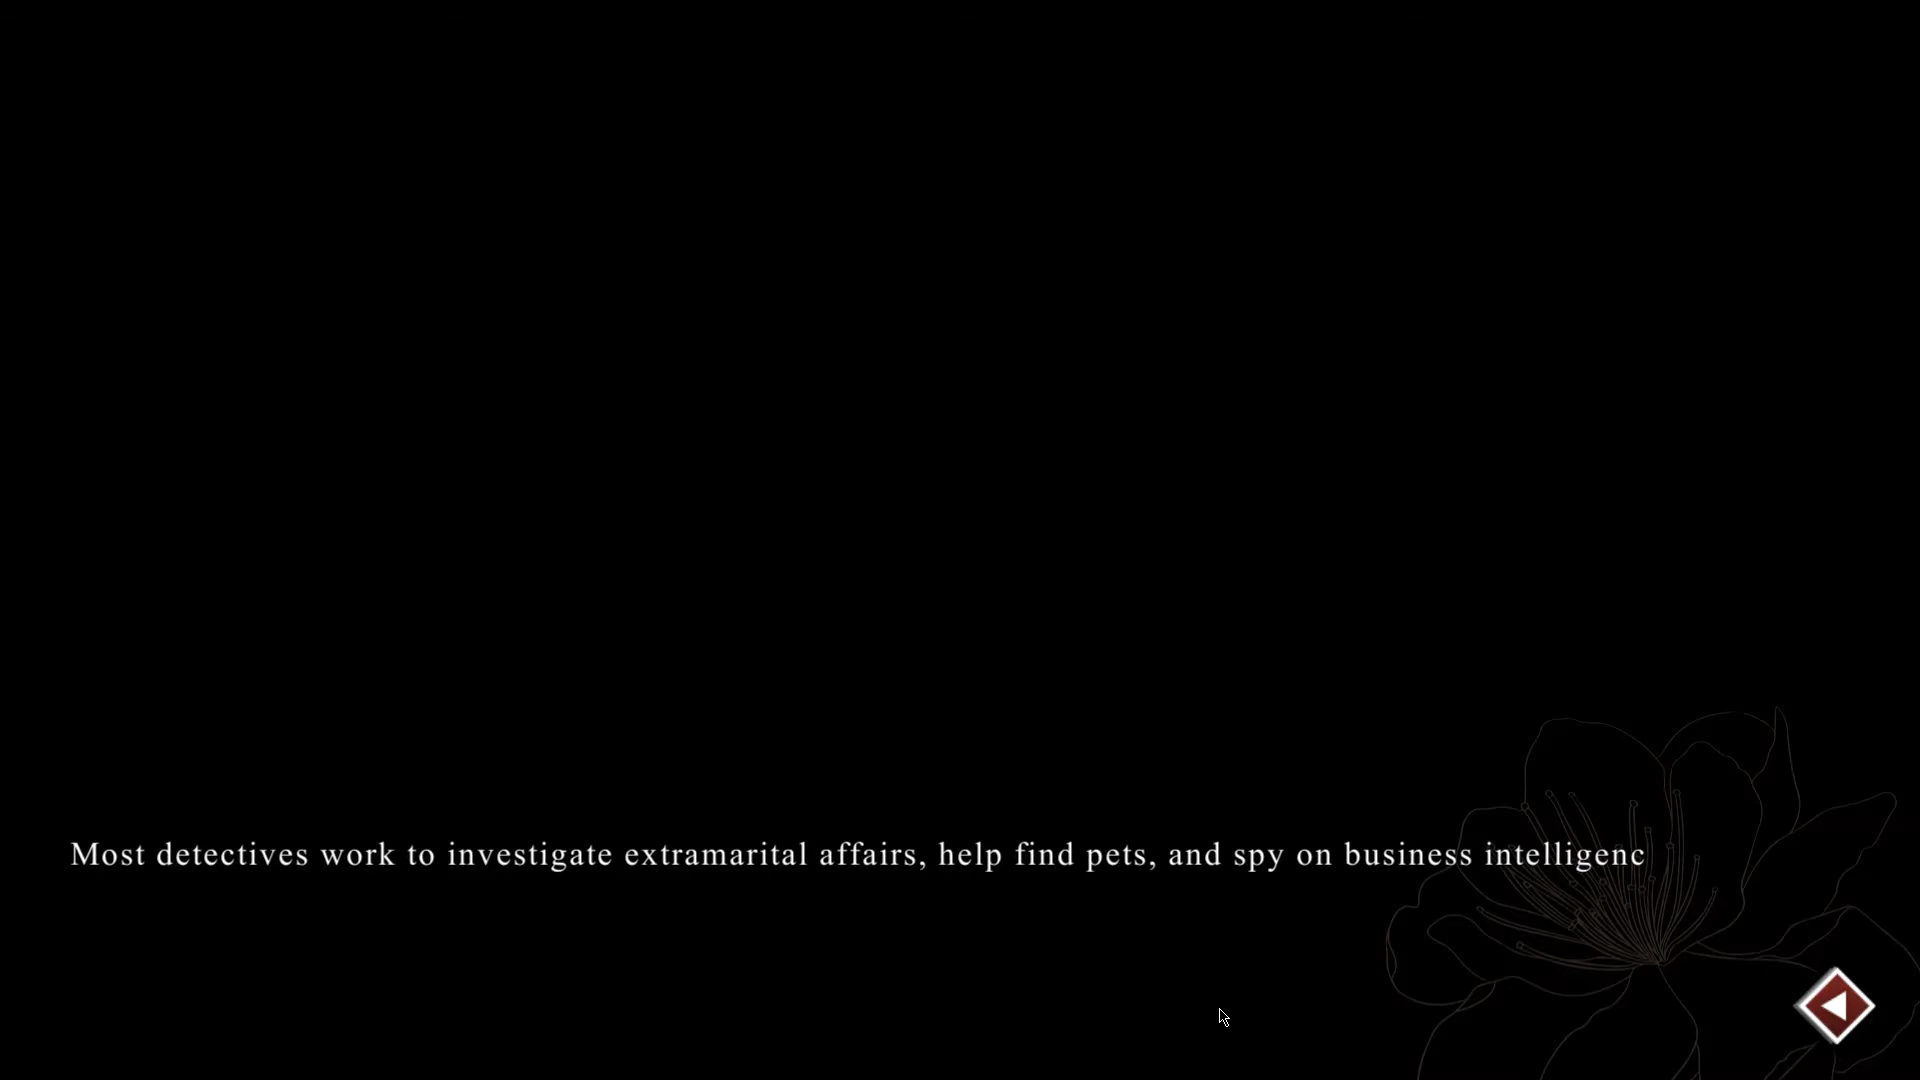 Most detectives work to investigate extramarital affairs, help find pets, and spy on business intelligenc